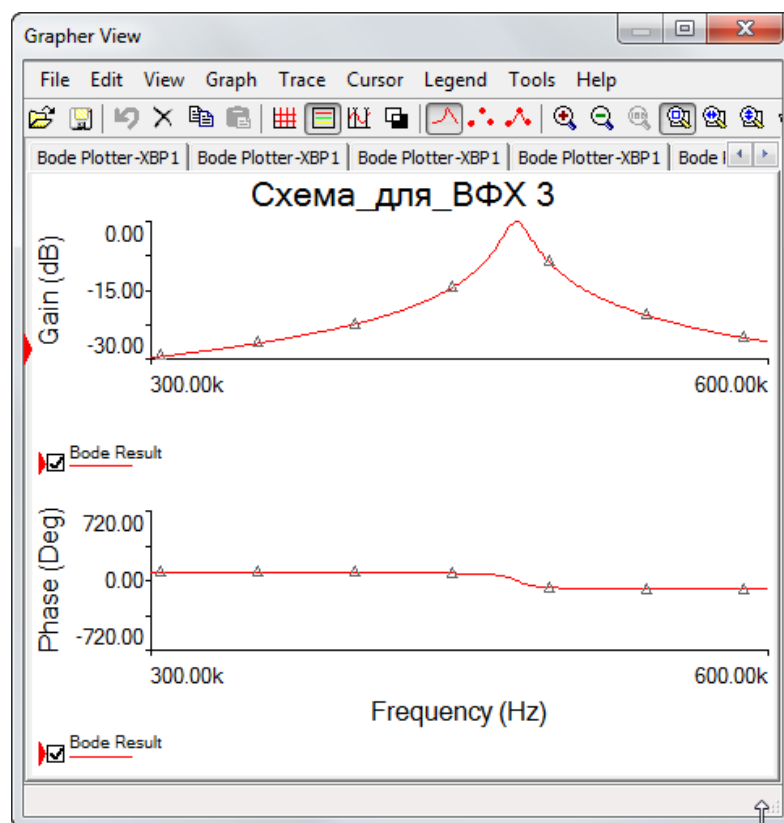 Grapher View
File Edit View Graph Trace Cursor Legend Tools Help
Bode Plotter-XBP1 Bode Plotter-XBP1 Bode Plotter-XBP1 Bode Plotter-XBP1 Bode
Схема_для_ВФХ 3
Gain (dB)
0.00
-15.00
-30.00
300.00k 600.00k
Bode Result
Phase (Deg)
720.00
0.00
-720.00
300.00k 600.00k
Frequency (Hz)
Bode Result